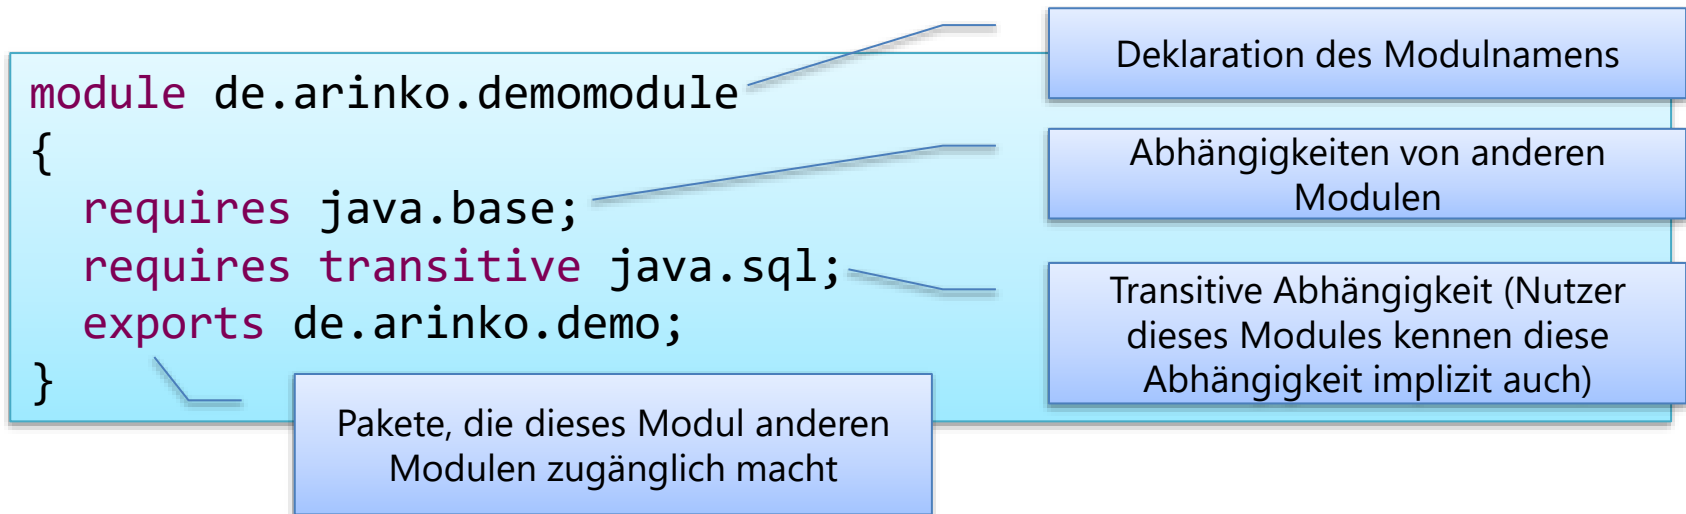 module de.arinko.demomodule
{
requires java.base;
requires transitive java.sql;
exports de.arinko.demo;
}
Deklaration des Modulnamens
Abhängigkeiten von anderen
Modulen
Transitive Abhängigkeit (Nutzer
dieses Modules kennen diese
Abhängigkeit implizit auch)
Pakete, die dieses Modul anderen
Modulen zugänglich macht